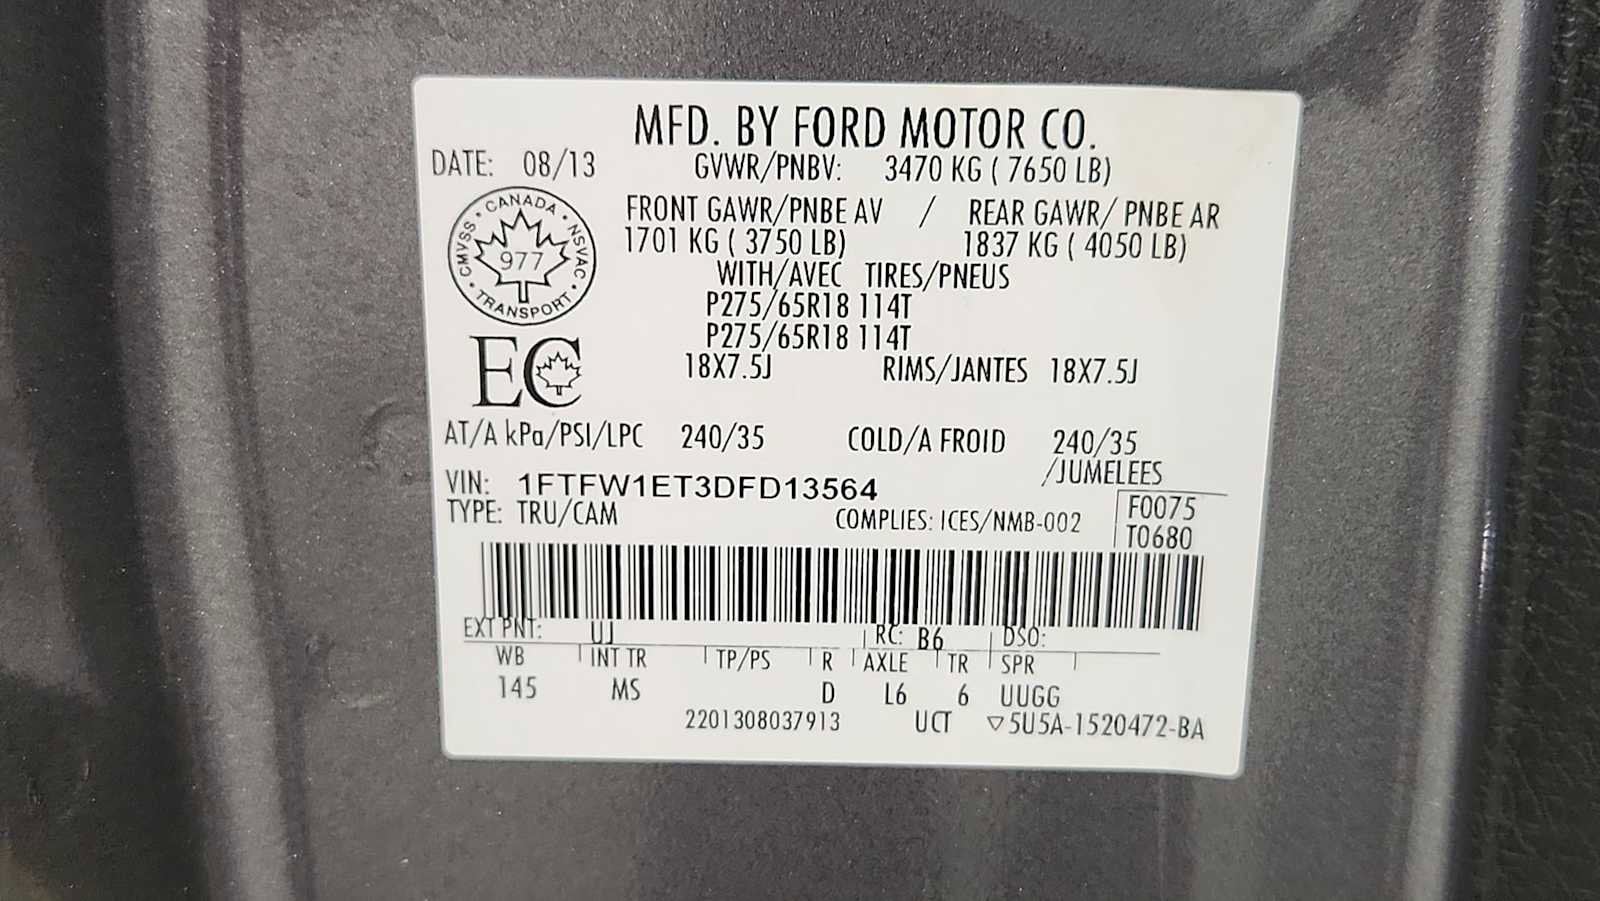 MFD. BY FORD MOTOR CO.
DATE: 08/13 GVWR/PNBV: 3470 KG ( 7650 LB)
CMVSS · CANADA · NSVAC · TRANSPORT ·
977
FRONT GAWR/PNBE AV / REAR GAWR/ PNBE AR
1701 KG ( 3750 LB) 1837 KG ( 4050 LB)
WITH/AVEC TIRES/PNEUS
P275/65R18 114T
P275/65R18 114T
EC
18X7.5J RIMS/JANTES 18X7.5J
AT/A kPa/PSI/LPC 240/35 COLD/A FROID 240/35
/JUMELEES
VIN: 1FTFW1ET3DFD13564
TYPE: TRU/CAM COMPLIES: ICES/NMB-002
F0075
T0680
EXT PNT: UJ RC: B6 DSO:
WB INT TR TP/PS R AXLE TR SPR
145 MS D L6 6 UUGG
2201308037913 UCT ▽5U5A-1520472-BA